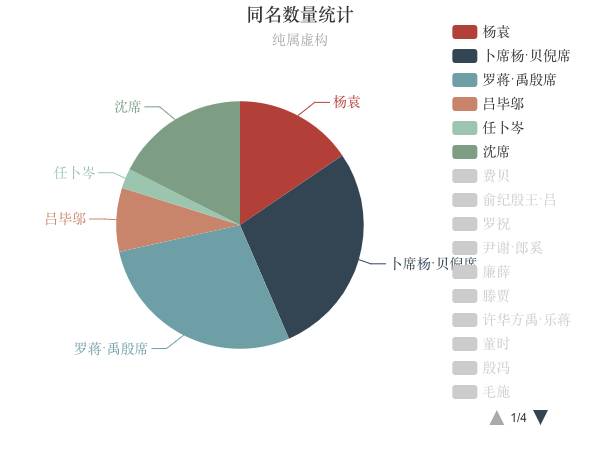 同名数量统计
纯属虚构
杨袁
卜席杨·贝倪席
罗蒋·禹殷席
吕毕邬
任卜岑
沈席
费贝
俞纪殷王·吕
罗祝
尹谢·郎奚
廉薛
滕贾
许华方禹·乐蒋
董时
殷冯
毛施
1/4
沈席
杨袁
任卜岑
吕毕邬
卜席杨·贝倪席
罗蒋·禹殷席